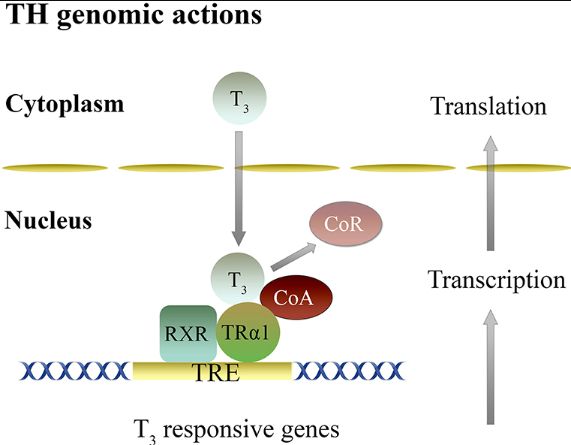 TH genomic actions
T₃
Cytoplasm
Translation
Nucleus
CoR
T₃
CoA
Transcription
RXR
TRα1
TRE
T₃ responsive genes